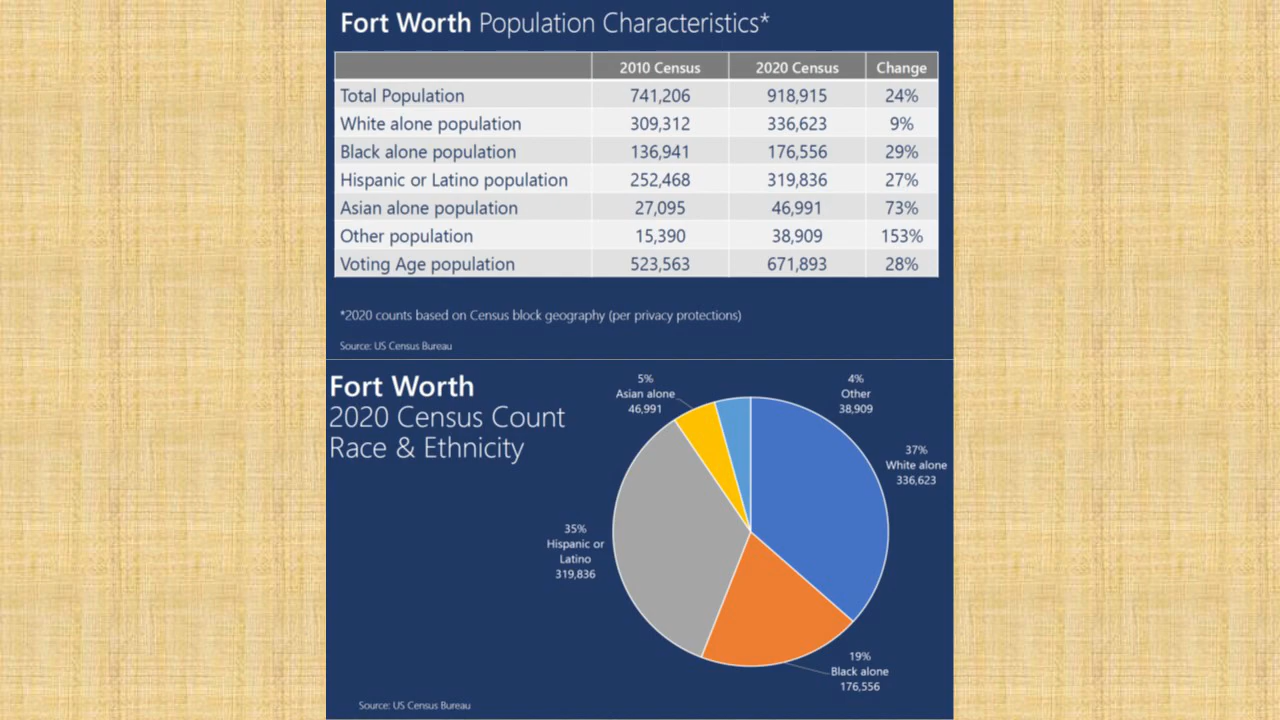 Fort Worth Population Characteristics*
2010 Census 2020 Census Change
Total Population 741,206 918,915 24%
White alone population 309,312 336,623 9%
Black alone population 136,941 176,556 29%
Hispanic or Latino population 252,468 319,836 27%
Asian alone population 27,095 46,991 73%
Other population 15,390 38,909 153%
Voting Age population 523,563 671,893 28%
*2020 counts based on Census block geography (per privacy protections)
Source: US Census Bureau
Fort Worth
2020 Census Count
Race & Ethnicity
5%
Asian alone
46,991
4%
Other
38,909
37%
White alone
336,623
35%
Hispanic or
Latino
319,836
19%
Black alone
176,556
Source: US Census Bureau